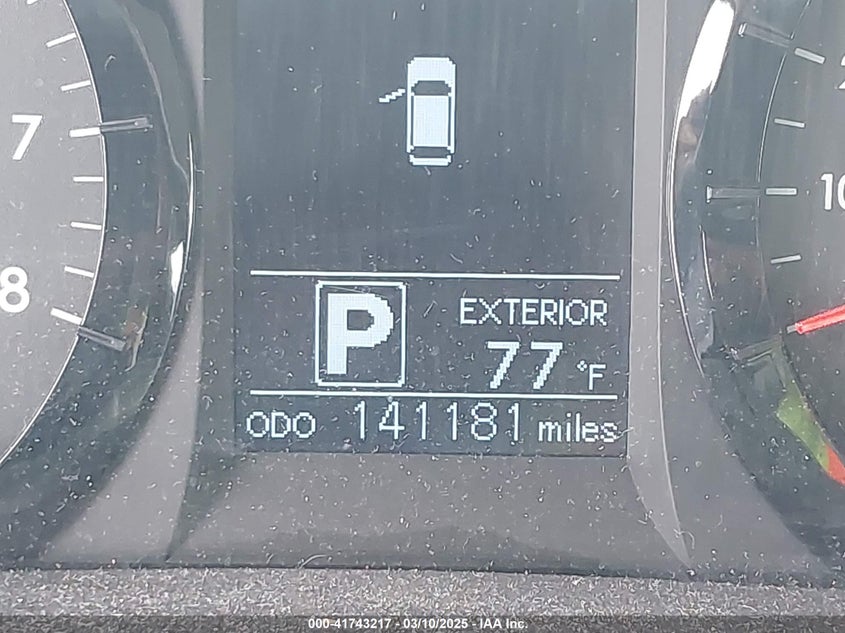 7
8
10
P
EXTERIOR
77 °F
ODO 141181 miles
000-41743217 - 03/10/2025 - IAA Inc.